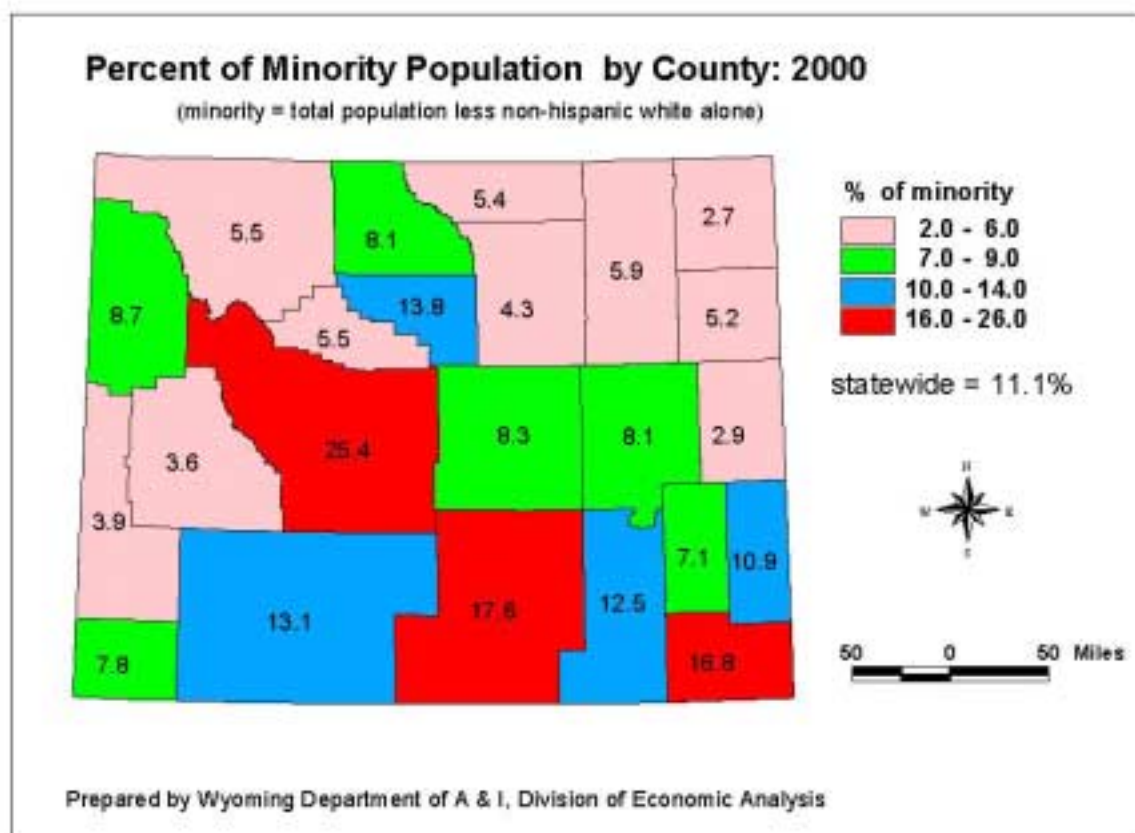 Percent of Minority Population by County: 2000
(minority = total population less non-hispanic white alone)
5.5
8.1
5.4
5.9
2.7
8.7
13.8
4.3
5.2
5.5
3.6
25.4
8.3
8.1
2.9
3.9
13.1
17.6
12.5
7.1
10.9
7.8
16.8
% of minority
2.0 - 6.0
7.0 - 9.0
10.0 - 14.0
16.0 - 26.0
statewide = 11.1%
N
W E
S
50 0 50 Miles
Prepared by Wyoming Department of A & I, Division of Economic Analysis